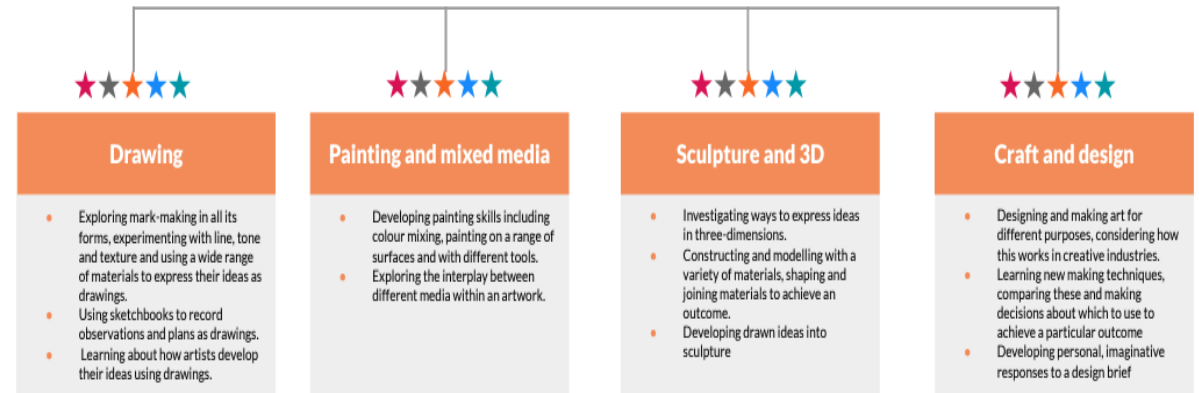 Drawing
● Exploring mark-making in all its
forms, experimenting with line, tone
and texture and using a wide range
of materials to express their ideas as
drawings.
● Using sketchbooks to record
observations and plans as drawings.
● Learning about how artists develop
their ideas using drawings.
Painting and mixed media
● Developing painting skills including
colour mixing, painting on a range of
surfaces and with different tools.
● Exploring the interplay between
different media within an artwork.
Sculpture and 3D
● Investigating ways to express ideas
in three-dimensions.
● Constructing and modelling with a
variety of materials, shaping and
joining materials to achieve an
outcome.
● Developing drawn ideas into
sculpture
Craft and design
● Designing and making art for
different purposes, considering how
this works in creative industries.
● Learning new making techniques,
comparing these and making
decisions about which to use to
achieve a particular outcome
● Developing personal, imaginative
responses to a design brief